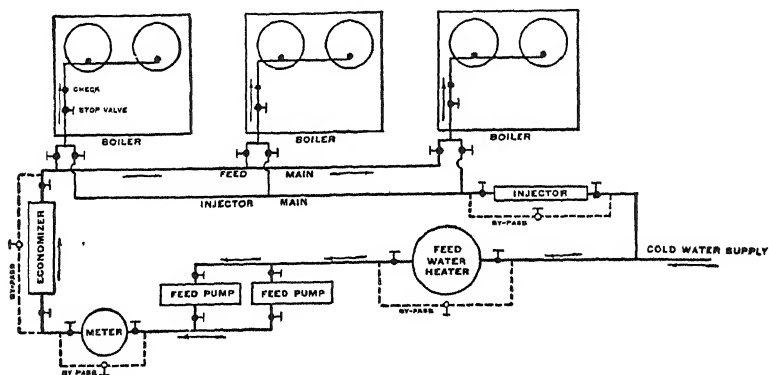 CHECK
STOP VALVE
BOILER
BOILER
BOILER
FEED MAIN
INJECTOR MAIN
INJECTOR
BY-PASS
COLD WATER SUPPLY
FEED
WATER
HEATER
BY-PASS
ECONOMIZER
BY-PASS
FEED PUMP
FEED PUMP
METER
BY PASS